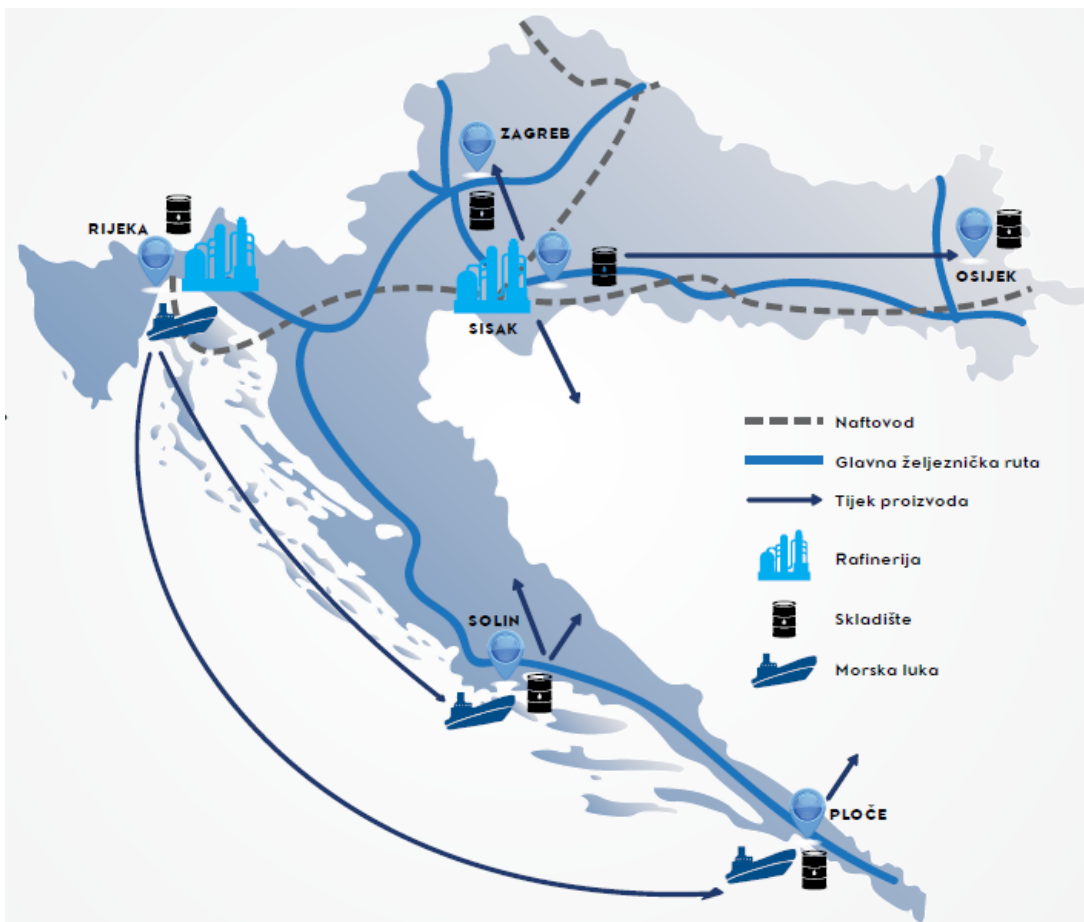 ZAGREB
RIJEKA
OSIJEK
SISAK
Naftovod
Glavna željeznička ruta
Tijek proizvoda
Rafinerija
Skladište
SOLIN
Morska luka
PLOČE